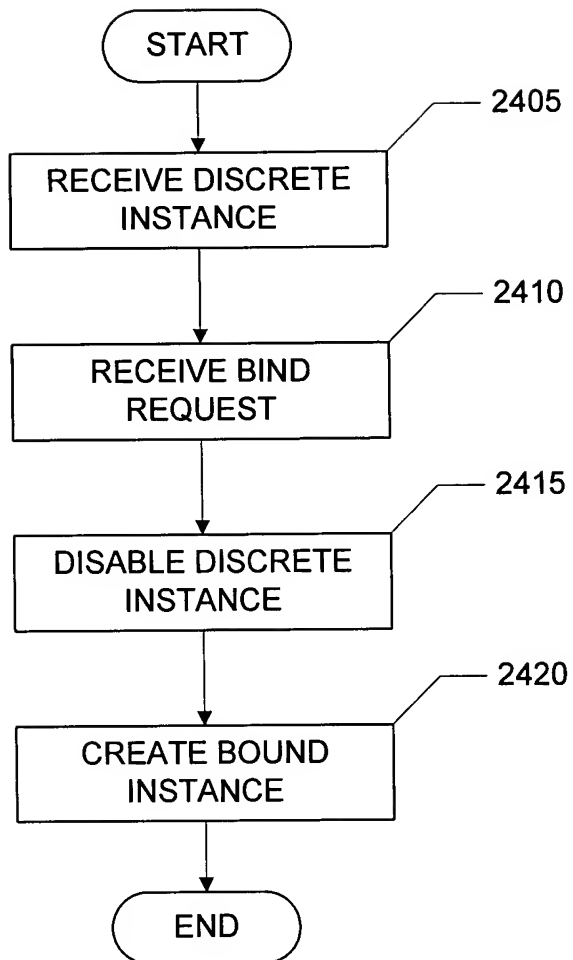 START
2405
RECEIVE DISCRETE
INSTANCE
2410
RECEIVE BIND
REQUEST
2415
DISABLE DISCRETE
INSTANCE
2420
CREATE BOUND
INSTANCE
END